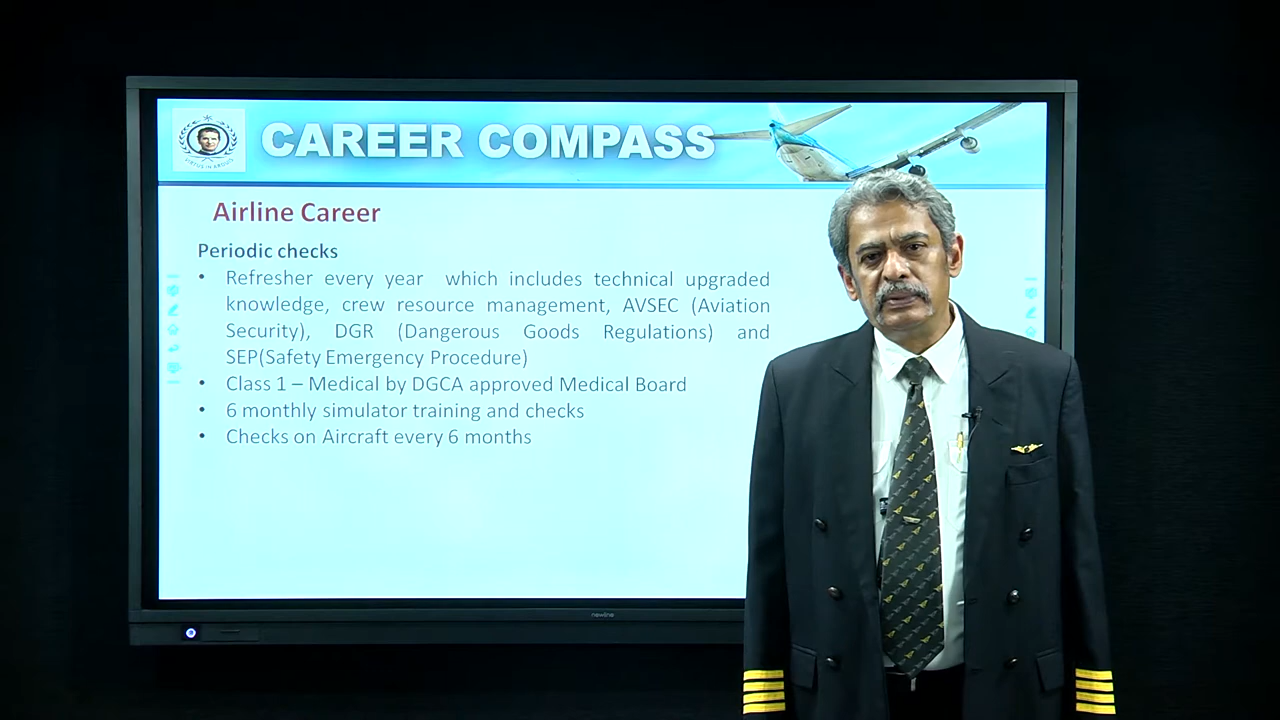 CAREER COMPASS
Airline Career
Periodic checks
• Refresher every year which includes technical upgraded
knowledge, crew resource management, AVSEC (Aviation
Security), DGR (Dangerous Goods Regulations) and
SEP(Safety Emergency Procedure)
• Class 1 – Medical by DGCA approved Medical Board
• 6 monthly simulator training and checks
• Checks on Aircraft every 6 months
newline